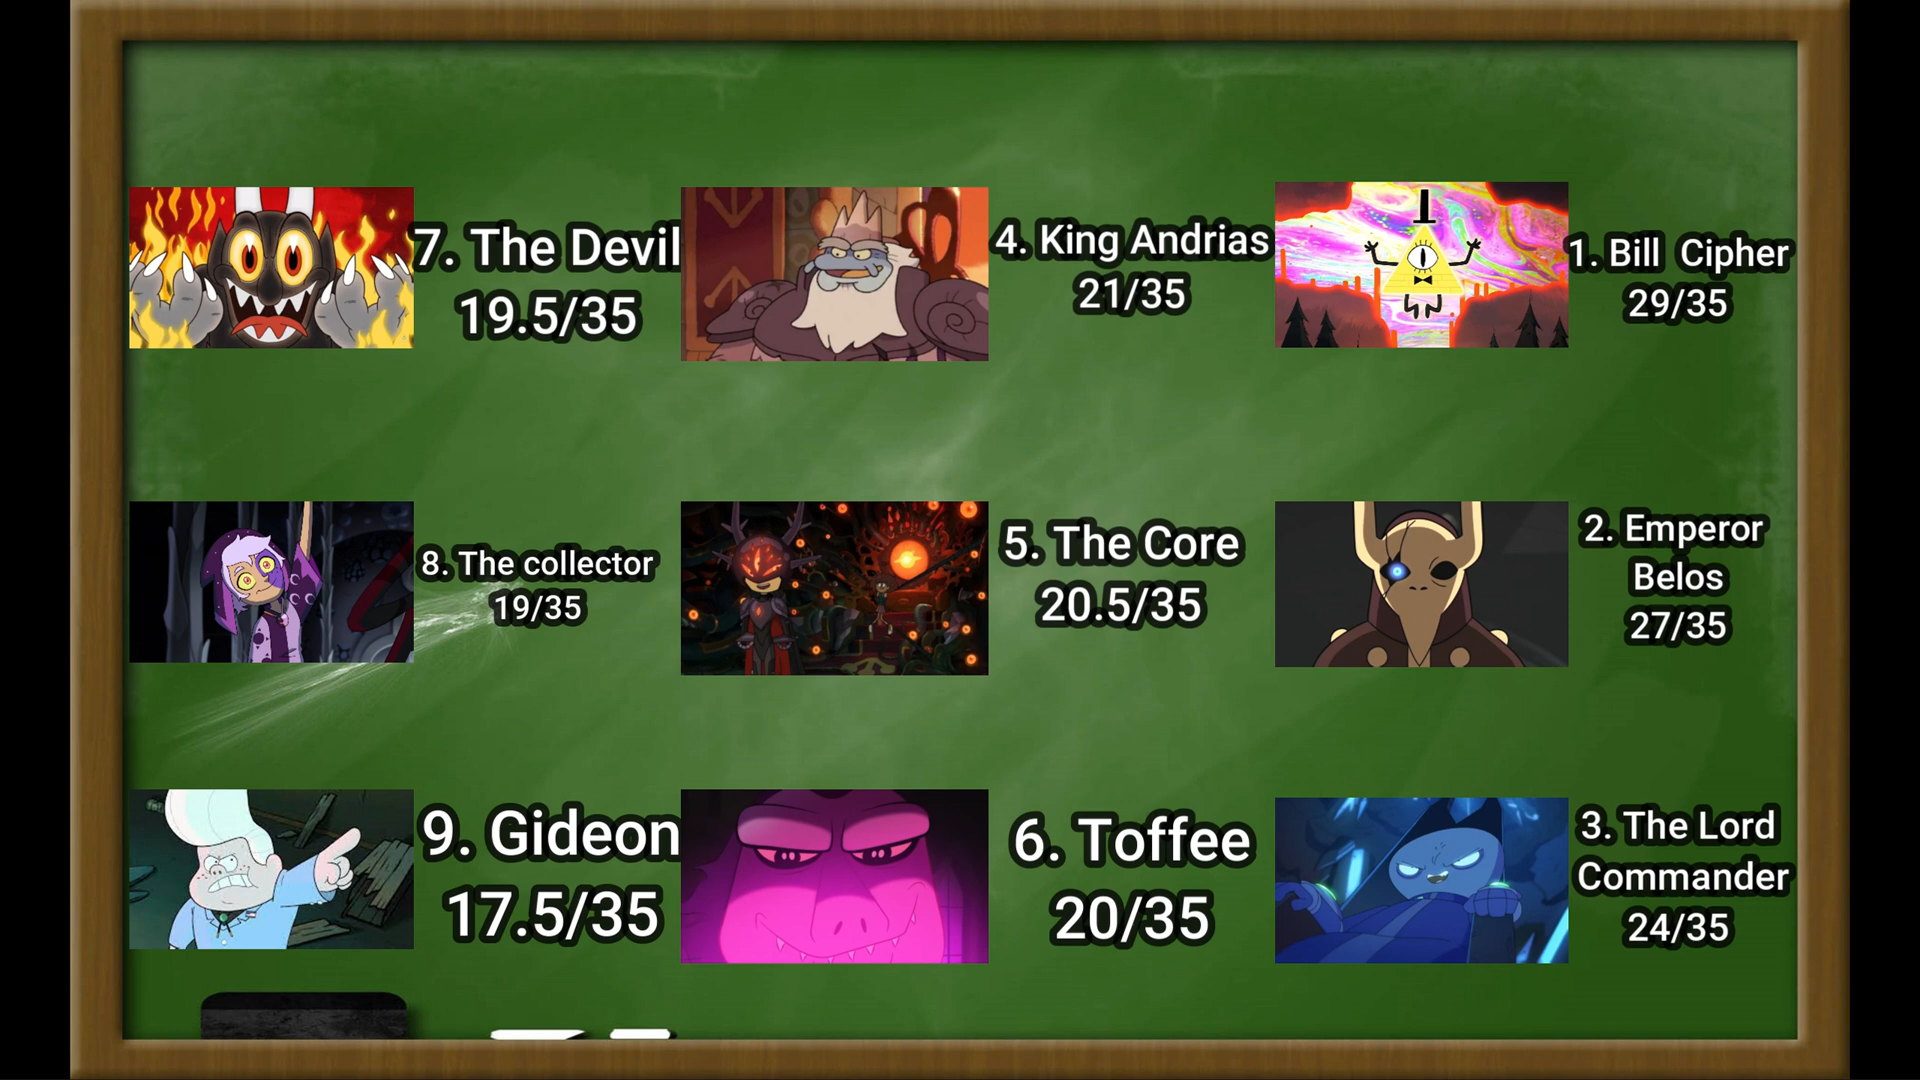 7. The Devil
19.5/35
4. King Andrias
21/35
1. Bill Cipher
29/35
8. The collector
19/35
5. The Core
20.5/35
2. Emperor
Belos
27/35
9. Gideon
17.5/35
6. Toffee
20/35
3. The Lord
Commander
24/35